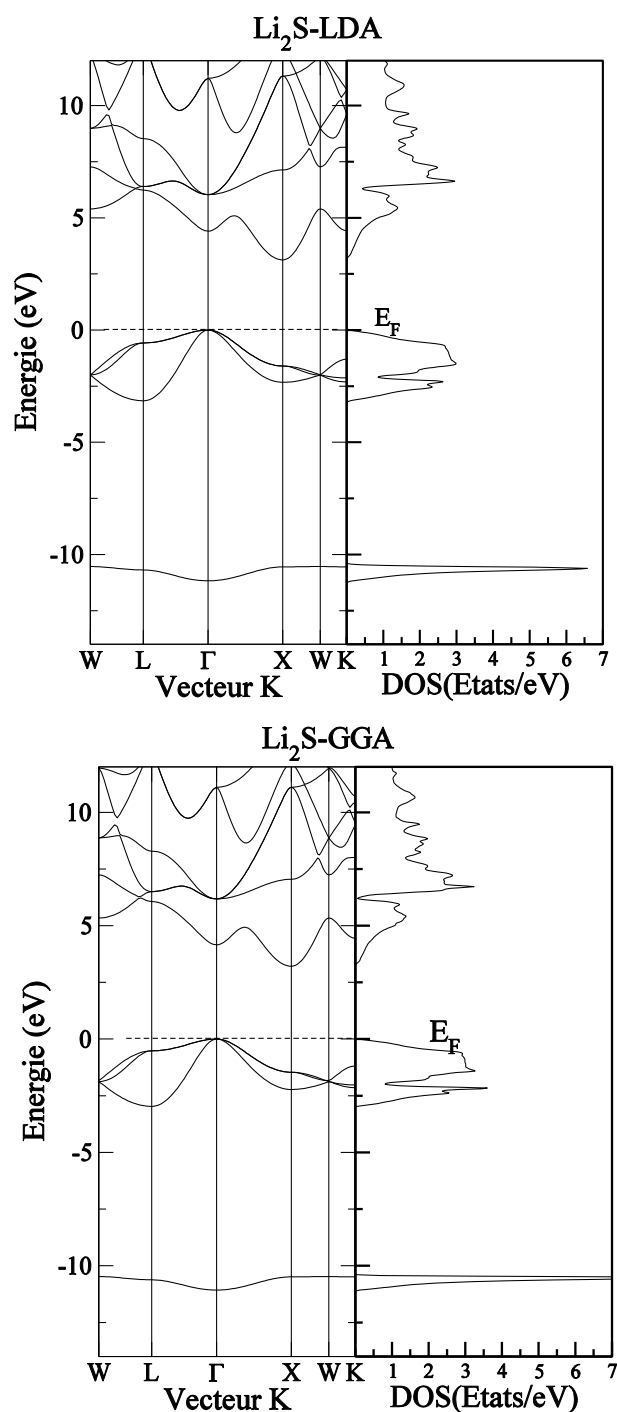 Li₂S-LDA
Energie (eV)
10
5
0
-5
-10
E_F
W L Γ X W K
1 2 3 4 5 6 7
Vecteur K
DOS(Etats/eV)
Li₂S-GGA
Energie (eV)
10
5
0
-5
-10
E_F
W L Γ X W K
1 2 3 4 5 6 7
Vecteur K
DOS(Etats/eV)